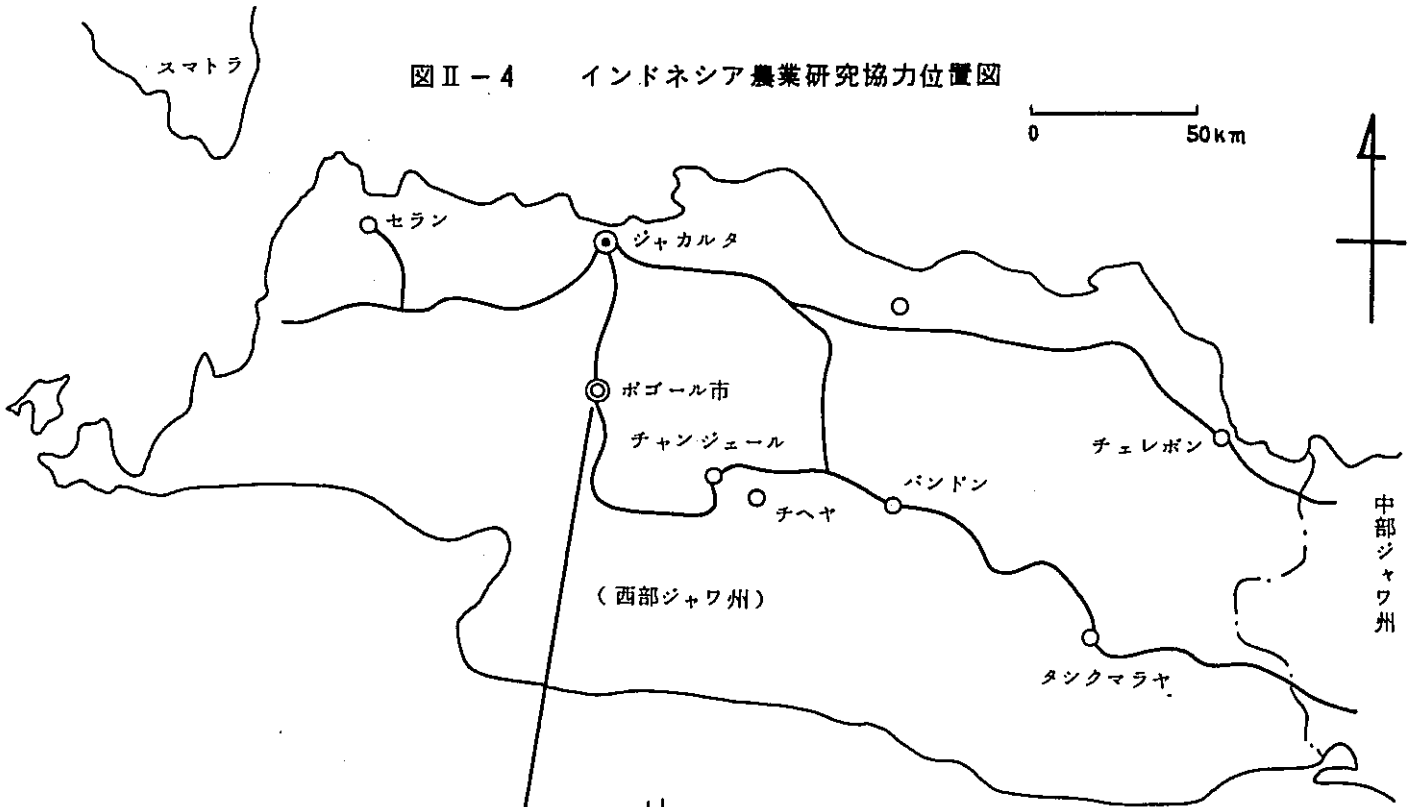 スマトラ
図Ⅱ-4 インドネシア農業研究協力位置図
0 50km
セラン
ジャカルタ
ボゴール市
チャンジェール
チェレボン
バンドン
チヘヤ
中部ジャワ州
(西部ジャワ州)
タシクマラヤ